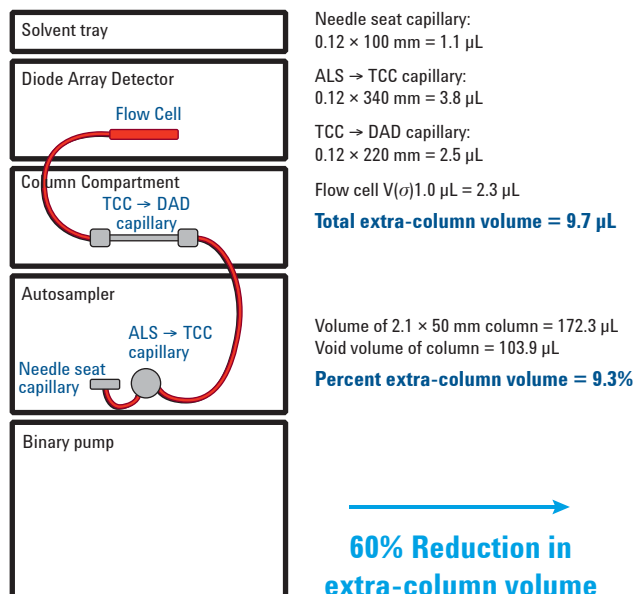 Solvent tray
Diode Array Detector
Flow Cell
Column Compartment
TCC → DAD
capillary
Autosampler
ALS → TCC
capillary
Needle seat
capillary
Binary pump
Needle seat capillary:
0.12 × 100 mm = 1.1 µL
ALS → TCC capillary:
0.12 × 340 mm = 3.8 µL
TCC → DAD capillary:
0.12 × 220 mm = 2.5 µL
Flow cell V(σ)1.0 µL = 2.3 µL
Total extra-column volume = 9.7 µL
Volume of 2.1 × 50 mm column = 172.3 µL
Void volume of column = 103.9 µL
Percent extra-column volume = 9.3%
60% Reduction in
extra-column volume